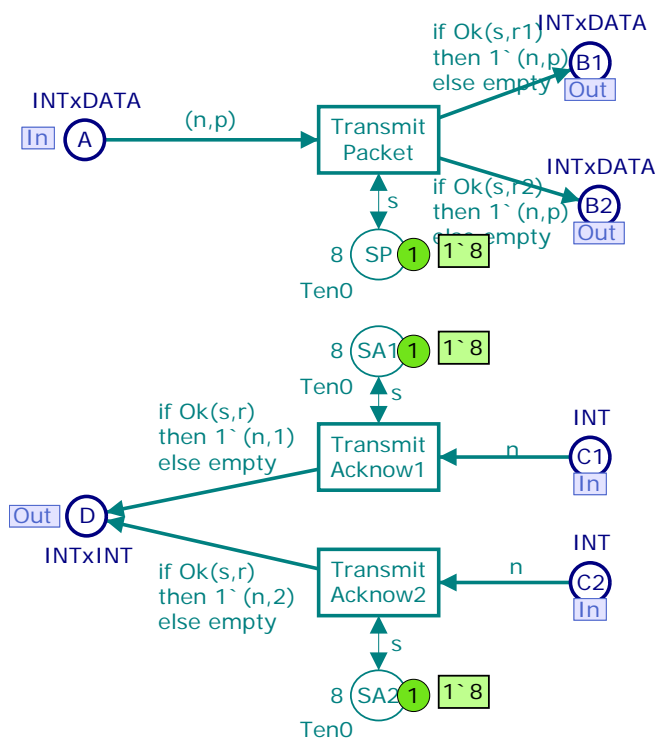 INTxDATA
if Ok(s,r1)
then 1`(n,p)
else empty
B1
Out
INTxDATA
In
A
(n,p)
Transmit
Packet
INTxDATA
if Ok(s,r2)
then 1`(n,p)
else empty
B2
Out
s
8
SP
1
1`8
Ten0
8
SA1
1
1`8
Ten0
s
if Ok(s,r)
then 1`(n,1)
else empty
Transmit
Acknow1
n
INT
C1
In
Out
D
INTxINT
if Ok(s,r)
then 1`(n,2)
else empty
Transmit
Acknow2
n
INT
C2
In
s
8
SA2
1
1`8
Ten0